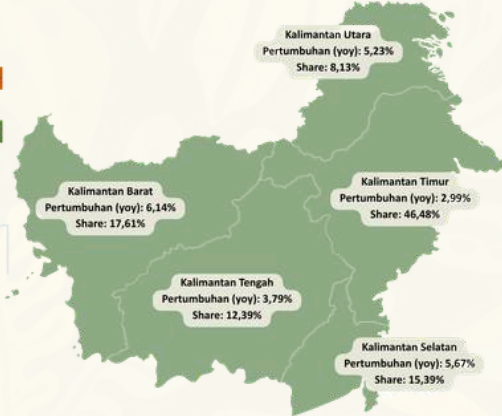 Kalimantan Utara
Pertumbuhan (yoy): 5,23%
Share: 8,13%
Kalimantan Barat
Pertumbuhan (yoy): 6,14%
Share: 17,61%
Kalimantan Timur
Pertumbuhan (yoy): 2,99%
Share: 46,48%
Kalimantan Tengah
Pertumbuhan (yoy): 3,79%
Share: 12,39%
Kalimantan Selatan
Pertumbuhan (yoy): 5,67%
Share: 15,39%